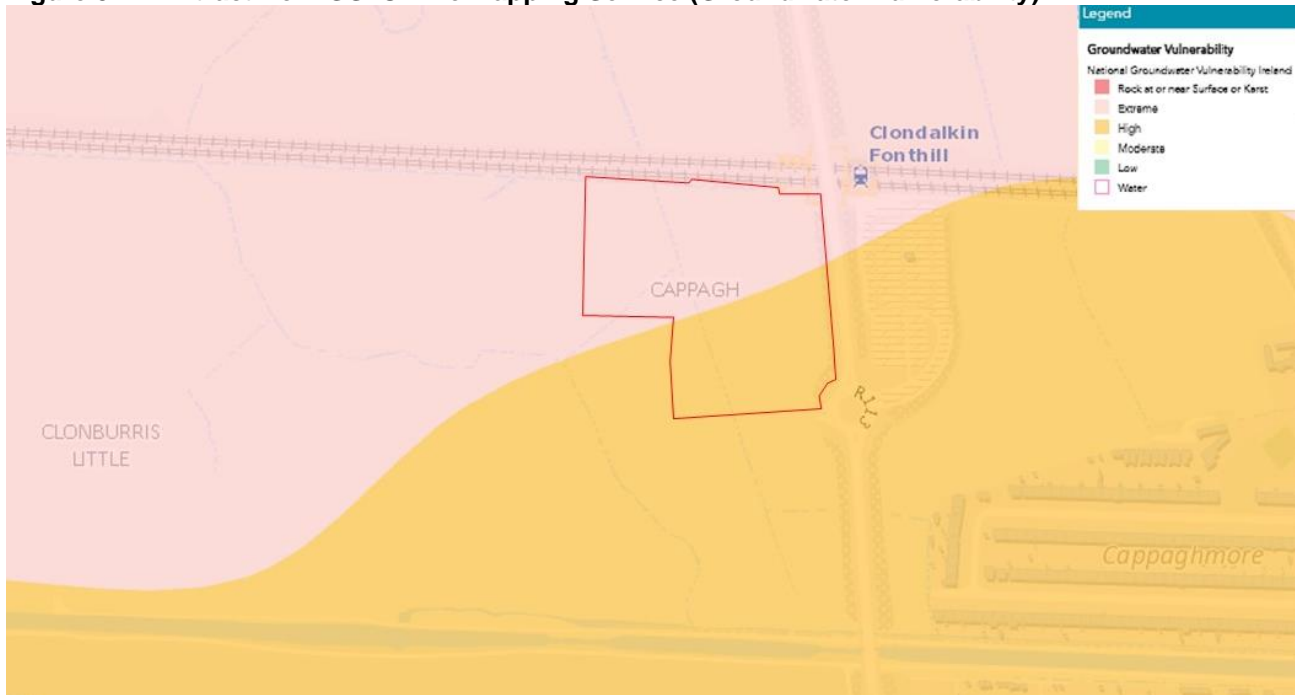 Legend
Groundwater Vulnerability
National Groundwater Vulnerability Ireland
Rock at or near Surface or Karst
Extreme
High
Moderate
Low
Water
Clondalkin
Fonthill
CAPPAGH
CLONBURRIS
LITTLE
R113
Cappaghmore